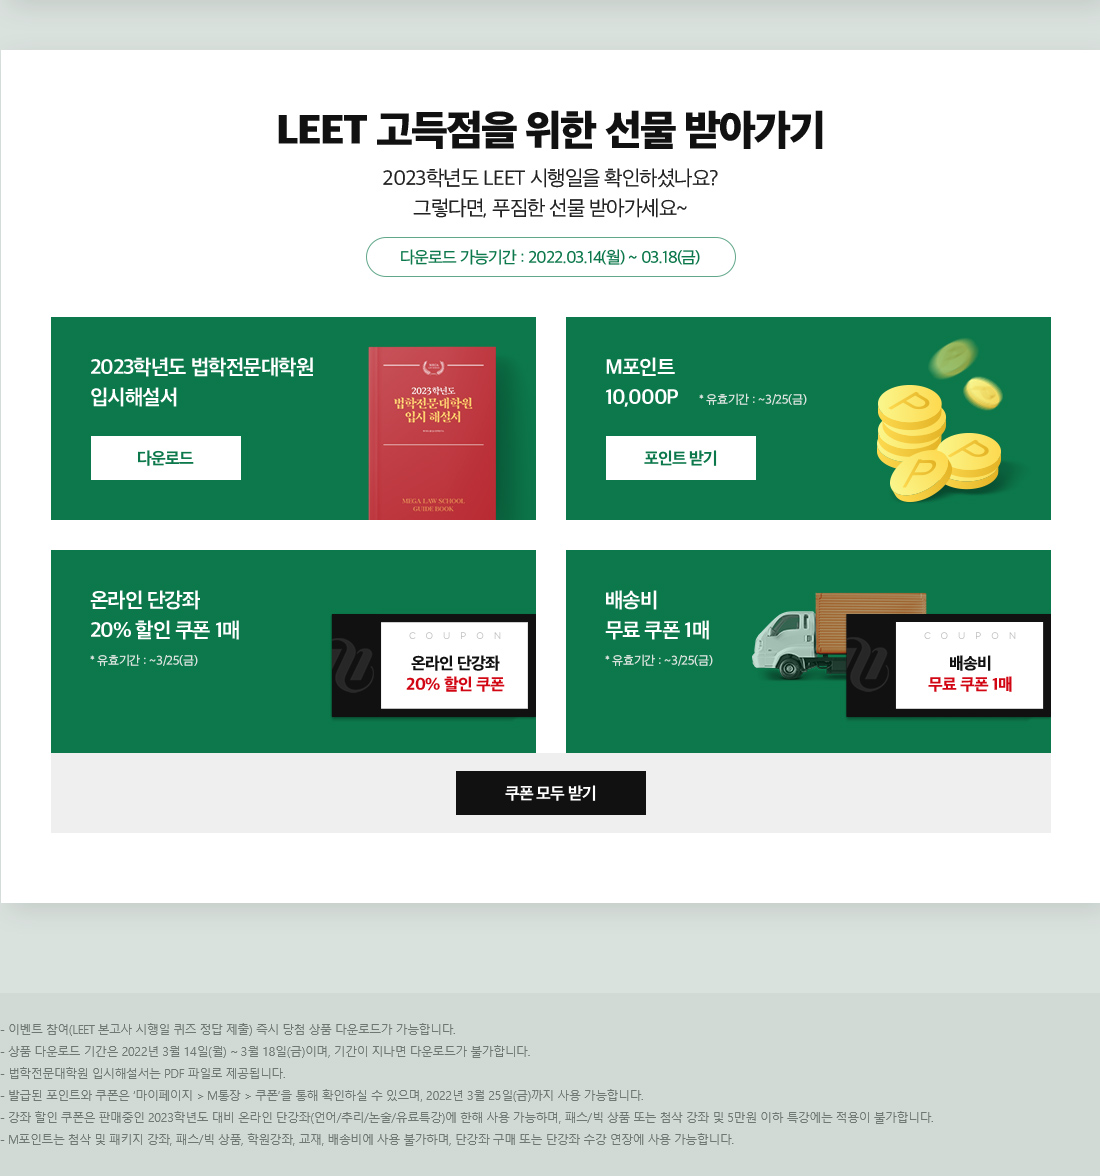 LEET 고득점을 위한 선물 받아가기
2023학년도 LEET 시행일을 확인하셨나요?
그렇다면, 푸짐한 선물 받아가세요~
다운로드 가능기간 : 2022.03.14(월) ~ 03.18(금)
2023학년도 법학전문대학원
입시해설서
다운로드
2023학년도
법학전문대학원
입시 해설서
MEGA LAW SCHOOL
GUIDE BOOK
M포인트
10,000P * 유효기간 : ~3/25(금)
포인트 받기
온라인 단강좌
20% 할인 쿠폰 1매
* 유효기간 : ~3/25(금)
COUPON
온라인 단강좌
20% 할인 쿠폰
배송비
무료 쿠폰 1매
* 유효기간 : ~3/25(금)
COUPON
배송비
무료 쿠폰 1매
쿠폰 모두 받기
- 이벤트 참여(LEET 본고사 시행일 퀴즈 정답 제출) 즉시 당첨 상품 다운로드가 가능합니다.
- 상품 다운로드 기간은 2022년 3월 14일(월) ~ 3월 18일(금)이며, 기간이 지나면 다운로드가 불가합니다.
- 법학전문대학원 입시해설서는 PDF 파일로 제공됩니다.
- 발급된 포인트와 쿠폰은 '마이페이지 > M통장 > 쿠폰'을 통해 확인하실 수 있으며, 2022년 3월 25일(금)까지 사용 가능합니다.
- 강좌 할인 쿠폰은 판매중인 2023학년도 대비 온라인 단강좌(언어/추리/논술/유료특강)에 한해 사용 가능하며, 패스/빅 상품 또는 첨삭 강좌 및 5만원 이하 특강에는 적용이 불가합니다.
- M포인트는 첨삭 및 패키지 강좌, 패스/빅 상품, 학원강좌, 교재, 배송비에 사용 불가하며, 단강좌 구매 또는 단강좌 수강 연장에 사용 가능합니다.